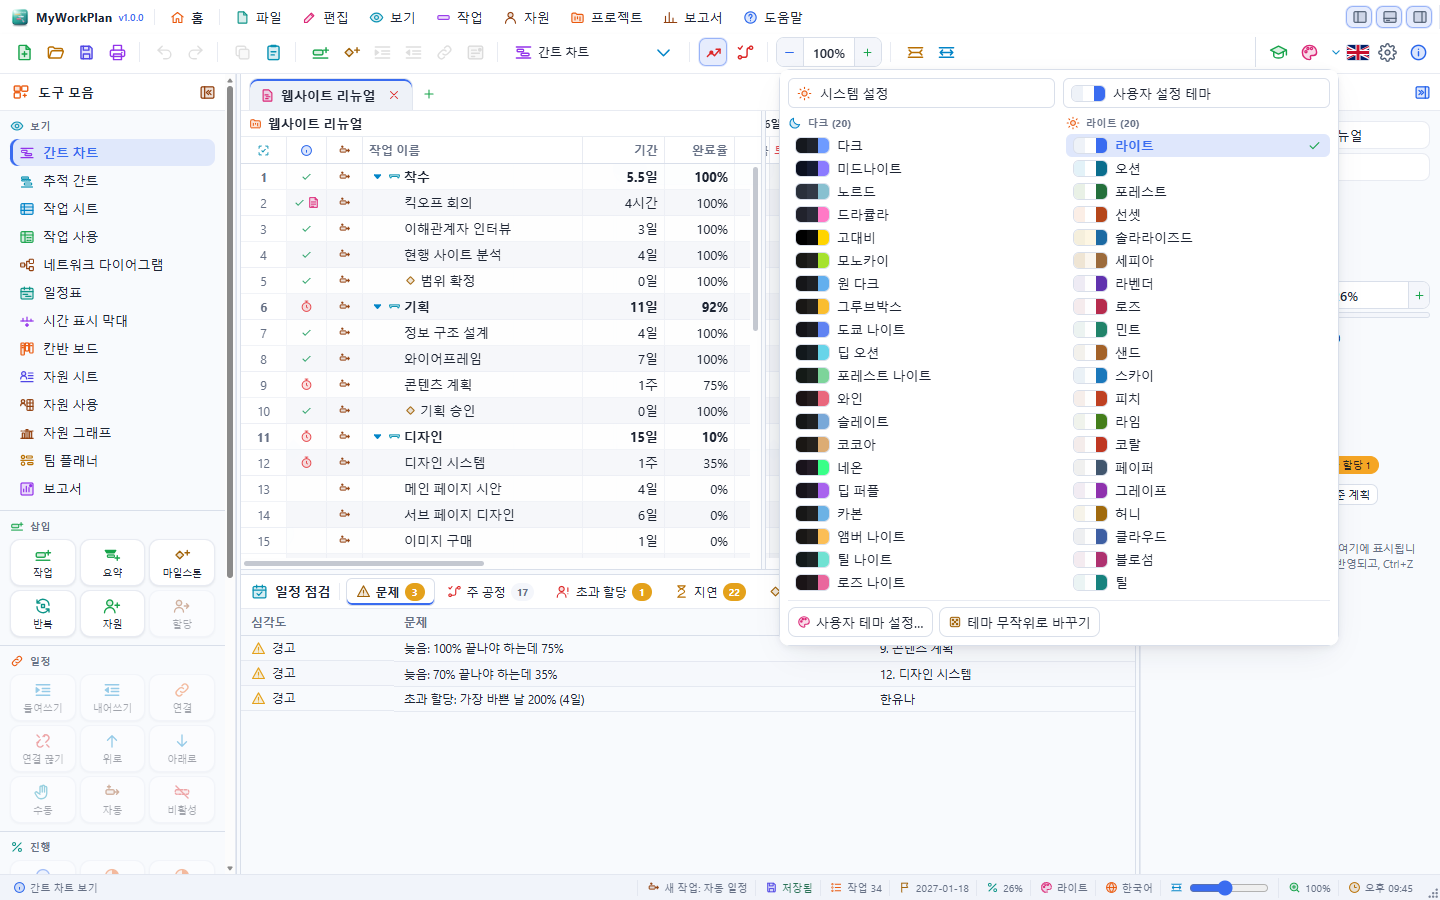 MyWorkPlan v1.0.0 홈 파일 편집 보기 작업 자원 프로젝트 보고서 도움말
간트 차트 100%
도구 모음
보기
간트 차트
추적 간트
작업 시트
작업 사용
네트워크 다이어그램
일정표
시간 표시 막대
칸반 보드
자원 시트
자원 사용
자원 그래프
팀 플래너
보고서
삽입
작업 요약 마일스톤
반복 자원 할당
일정
들여쓰기 내어쓰기 연결
연결 끊기 위로 아래로
수동 자동 비활성
진행
웹사이트 리뉴얼
웹사이트 리뉴얼
작업 이름 기간 완료율
1 착수 5.5일 100%
2 킥오프 회의 4시간 100%
3 이해관계자 인터뷰 3일 100%
4 현행 사이트 분석 4일 100%
5 범위 확정 0일 100%
6 기획 11일 92%
7 정보 구조 설계 4일 100%
8 와이어프레임 7일 100%
9 콘텐츠 계획 1주 75%
10 기획 승인 0일 100%
11 디자인 15일 10%
12 디자인 시스템 1주 35%
13 메인 페이지 시안 4일 0%
14 서브 페이지 디자인 6일 0%
15 이미지 구매 1일 0%
일정 점검 문제 3 주 공정 17 초과 할당 1 지연 22
심각도 문제
경고 늦음: 100% 끝나야 하는데 75% 9. 콘텐츠 계획
경고 늦음: 70% 끝나야 하는데 35% 12. 디자인 시스템
경고 초과 할당: 가장 바쁜 날 200% (4일) 한유나
시스템 설정 사용자 설정 테마
다크 (20) 라이트 (20)
다크 라이트
미드나이트 오션
노르드 포레스트
드라큘라 선셋
고대비 솔라라이즈드
모노카이 세피아
원 다크 라벤더
그루브박스 로즈
도쿄 나이트 민트
딥 오션 샌드
포레스트 나이트 스카이
와인 피치
슬레이트 라임
코코아 코랄
네온 페이퍼
딥 퍼플 그레이프
카본 허니
앰버 나이트 클라우드
틸 나이트 블로섬
로즈 나이트 틸
사용자 테마 설정... 테마 무작위로 바꾸기
6%
할당 1
계획
여기에 표시됩니
반영되고, Ctrl+Z
간트 차트 보기 새 작업: 자동 일정 저장됨 작업 34 2027-01-18 26% 라이트 한국어 100% 오후 09:45